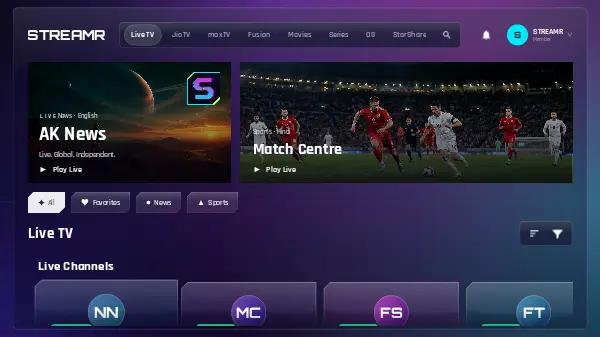 STREAMR
LiveTV
JioTV
maxTV
Fusion
Movies
Series
StarShare
S
STREAMR
Member
S
LIVE News · English
AK News
Live. Global. Independent.
Play Live
Sports · Hindi
Match Centre
Play Live
All
Favorites
News
Sports
Live TV
Live Channels
NN
MC
FS
FT